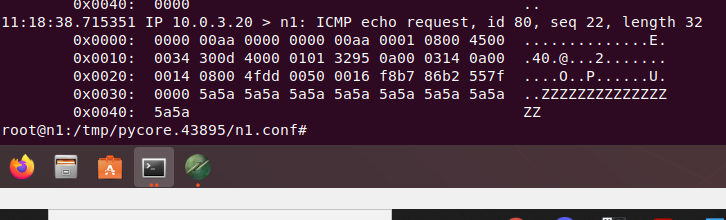 0x0040: 0000 ..
11:18:38.715351 IP 10.0.3.20 > n1: ICMP echo request, id 80, seq 22, length 32
0x0000: 0000 00aa 0000 0000 00aa 0001 0800 4500 ..............E.
0x0010: 0034 300d 4000 0101 3295 0a00 0314 0a00 .40.@...2.......
0x0020: 0014 0800 4fdd 0050 0016 f8b7 86b2 557f ....O..P......U.
0x0030: 0000 5a5a 5a5a 5a5a 5a5a 5a5a 5a5a 5a5a ..ZZZZZZZZZZZZZZ
0x0040: 5a5a ZZ
root@n1:/tmp/pycore.43895/n1.conf#